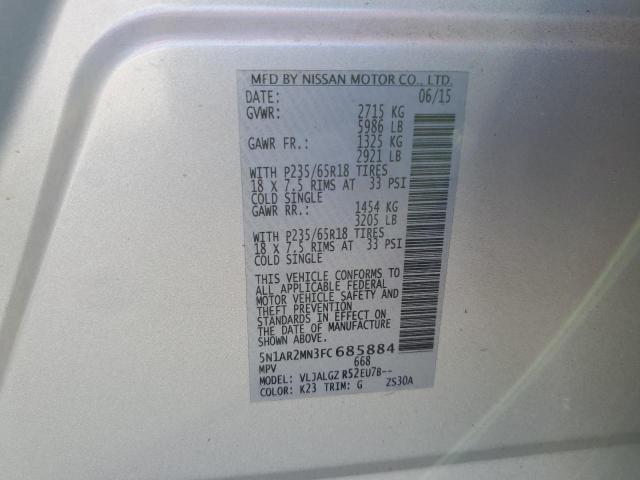 MFD BY NISSAN MOTOR CO., LTD.
DATE: 06/15
GVWR: 2715 KG
5986 LB
GAWR FR.: 1325 KG
2921 LB
WITH P235/65R18 TIRES
18 X 7.5 RIMS AT 33 PSI
COLD SINGLE
GAWR RR.: 1454 KG
3205 LB
WITH P235/65R18 TIRES
18 X 7.5 RIMS AT 33 PSI
COLD SINGLE
THIS VEHICLE CONFORMS TO
ALL APPLICABLE FEDERAL
MOTOR VEHICLE SAFETY AND
THEFT PREVENTION
STANDARDS IN EFFECT ON
THE DATE OF MANUFACTURE
SHOWN ABOVE.
5N1AR2MN3FC685884
MPV 668
MODEL: VLJALGZ R52EU7B--
COLOR: K23 TRIM: G ZS30A